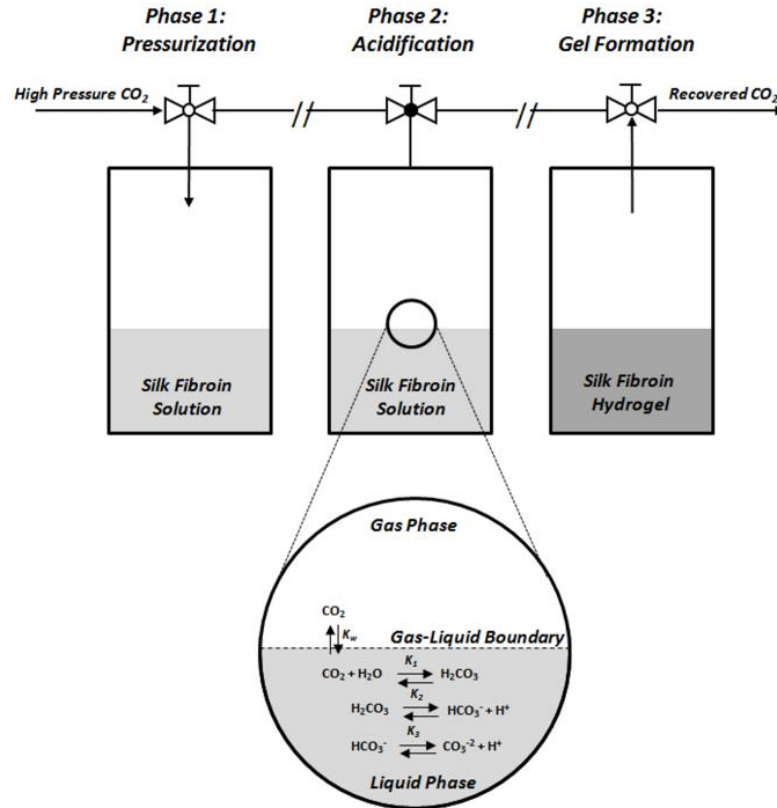 Phase 1:
Pressurization
Phase 2:
Acidification
Phase 3:
Gel Formation
High Pressure CO₂
Recovered CO₂
Silk Fibroin
Solution
Silk Fibroin
Solution
Silk Fibroin
Hydrogel
Gas Phase
CO₂
K_w
Gas-Liquid Boundary
CO₂ + H₂O K₁ H₂CO₃
H₂CO₃ K₂ HCO₃⁻ + H⁺
HCO₃⁻ K₃ CO₃⁻² + H⁺
Liquid Phase